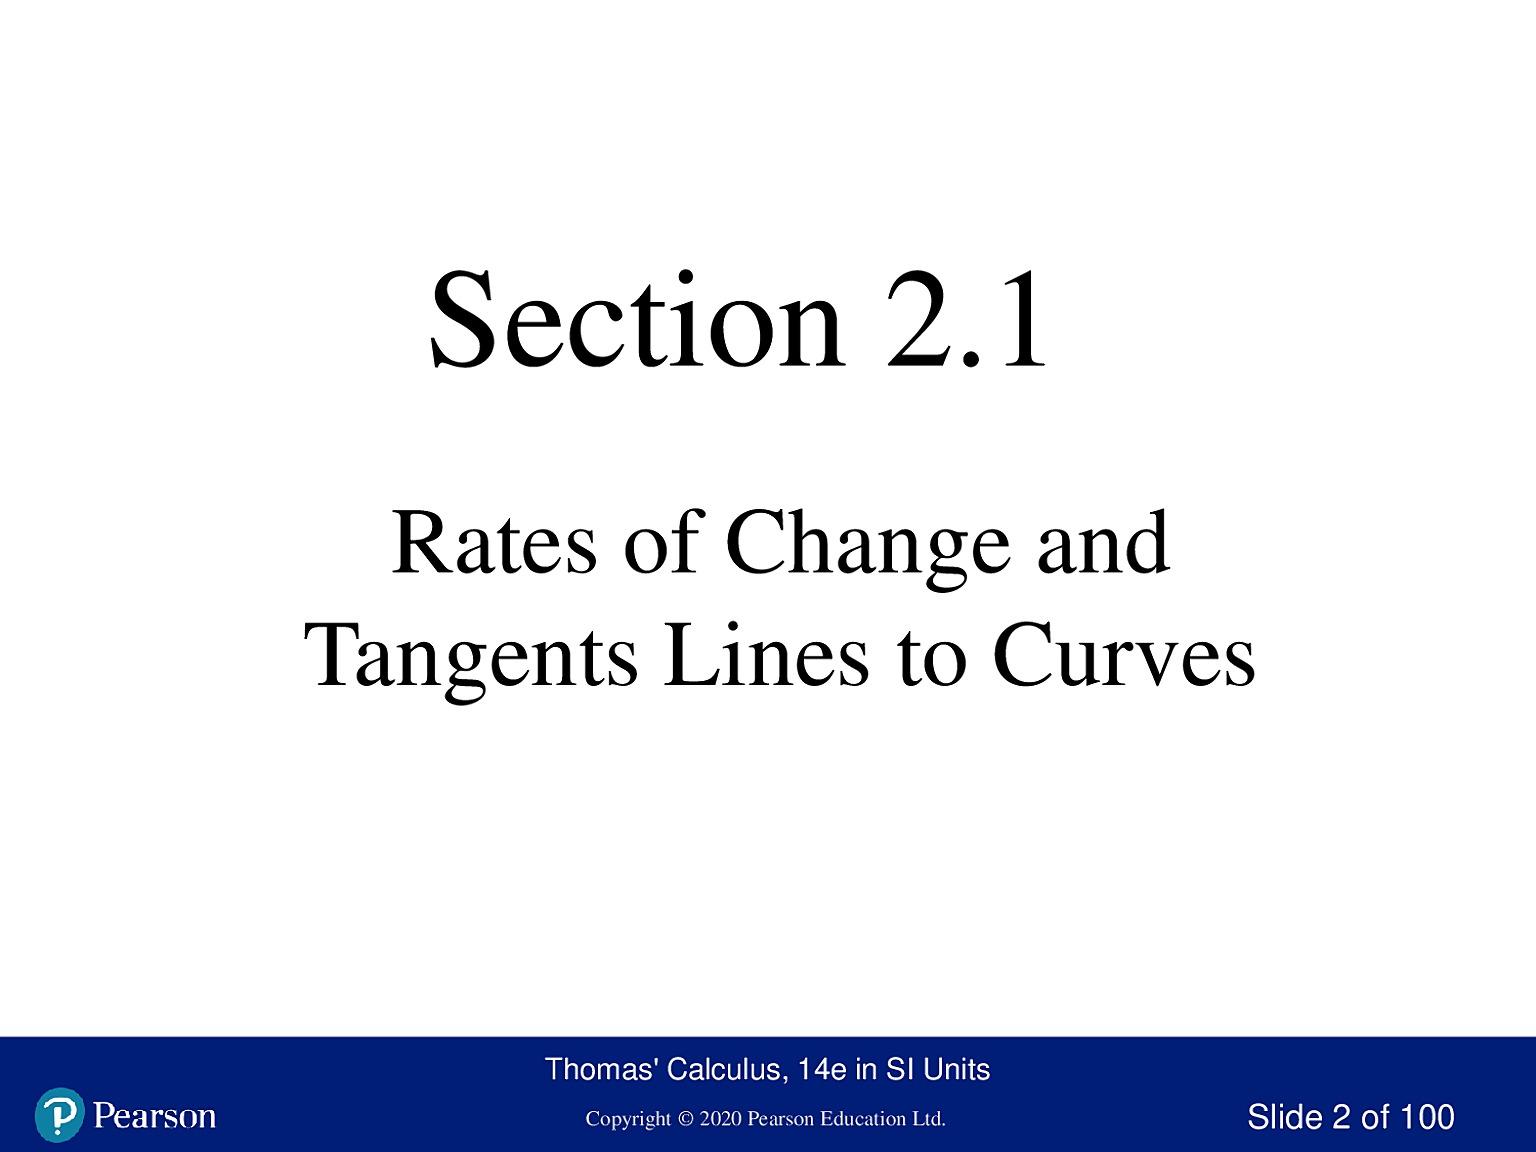 Section 2.1
Rates of Change and
Tangents Lines to Curves
Thomas' Calculus, 14e in SI Units
Pearson
Copyright © 2020 Pearson Education Ltd.
Slide 2 of 100